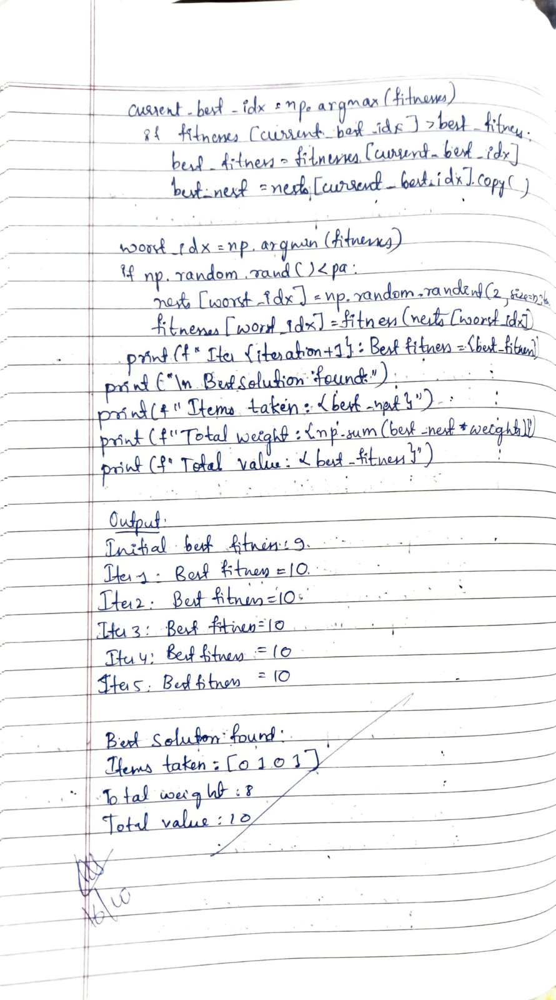 current_best_idx = np.argmax(fitnesses)
if fitnesses[current_best_idx] > best_fitness:
best_fitness = fitnesses[current_best_idx]
best_nest = nests[current_best_idx].copy()
worst_idx = np.argmin(fitnesses)
if np.random.rand() < pa:
nests[worst_idx] = np.random.randint(2, size=n
fitnesses[worst_idx] = fitness(nests[worst_idx]
print(f"Iter {iteration+1}: Best fitness = {best_fitness}
print("\n Best solution found:")
print(f"Items taken: {best_nest}")
print(f"Total weight: {np.sum(best_nest * weights)}
print(f"Total value: {best_fitness}")
Output:
Initial best fitness: 9.
Iter 1: Best fitness = 10.
Iter 2: Best fitness = 10
Iter 3: Best fitness = 10
Iter 4: Best fitness = 10
Iter 5: Best fitness = 10
Best solution found:
Items taken: [0 1 0 1]
Total weight: 8
Total value: 10